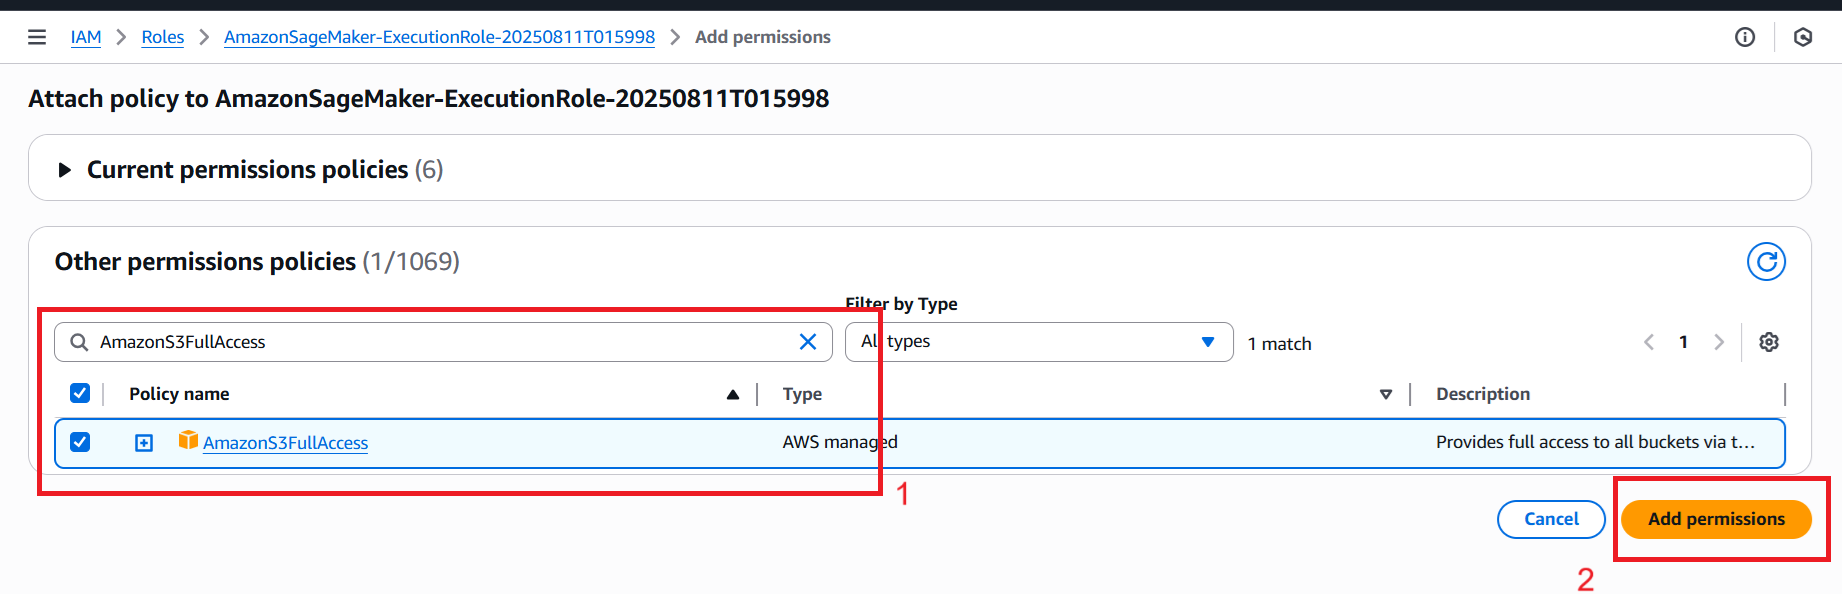 IAM > Roles > AmazonSageMaker-ExecutionRole-20250811T015998 > Add permissions
Attach policy to AmazonSageMaker-ExecutionRole-20250811T015998
Current permissions policies (6)
Other permissions policies (1/1069)
Filter by Type
AmazonS3FullAccess
All types
1 match
1
Policy name
Type
Description
AmazonS3FullAccess
AWS managed
Provides full access to all buckets via t...
1
Cancel
Add permissions
2